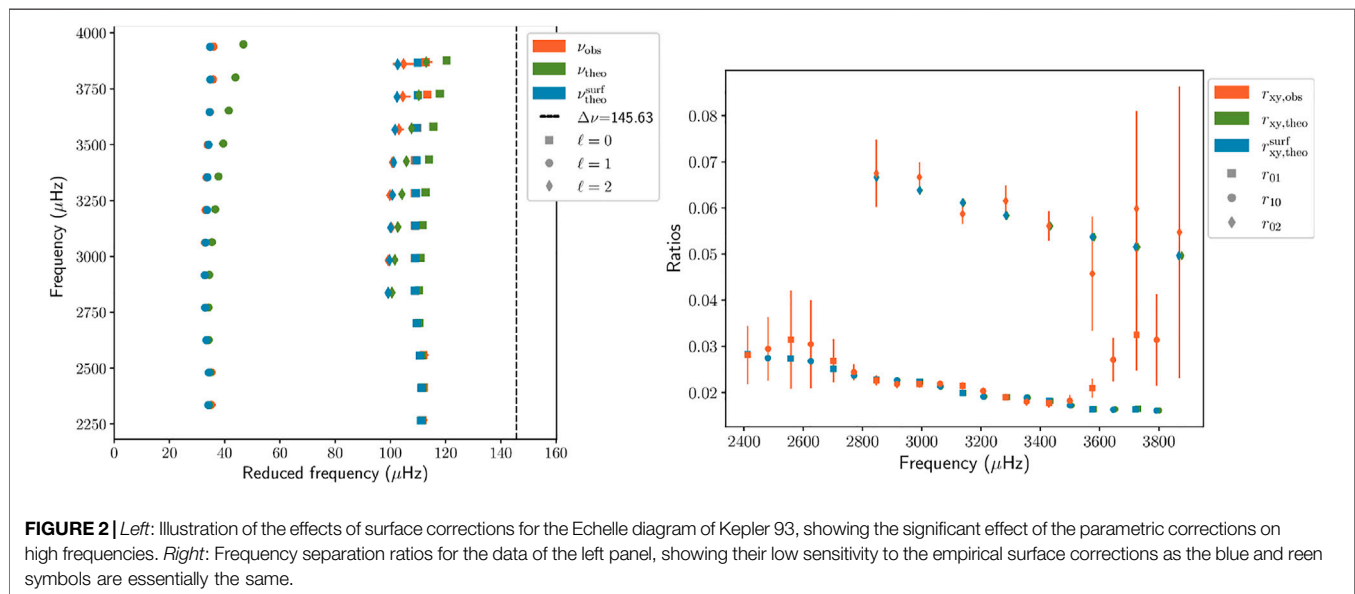 4000
3750
3500
3250
3000
2750
2500
2250
Frequency (μHz)
0 20 40 60 80 100 120 140 160
Reduced frequency (μHz)
ν_obs
ν_theo
ν_theo^surf
Δν=145.63
ℓ = 0
ℓ = 1
ℓ = 2
0.08
0.07
0.06
0.05
0.04
0.03
0.02
Ratios
2400 2600 2800 3000 3200 3400 3600 3800
Frequency (μHz)
r_xy,obs
r_xy,theo
r_xy,theo^surf
r_01
r_10
r_02
FIGURE 2 | Left: Illustration of the effects of surface corrections for the Echelle diagram of Kepler 93, showing the significant effect of the parametric corrections on
high frequencies. Right: Frequency separation ratios for the data of the left panel, showing their low sensitivity to the empirical surface corrections as the blue and reen
symbols are essentially the same.